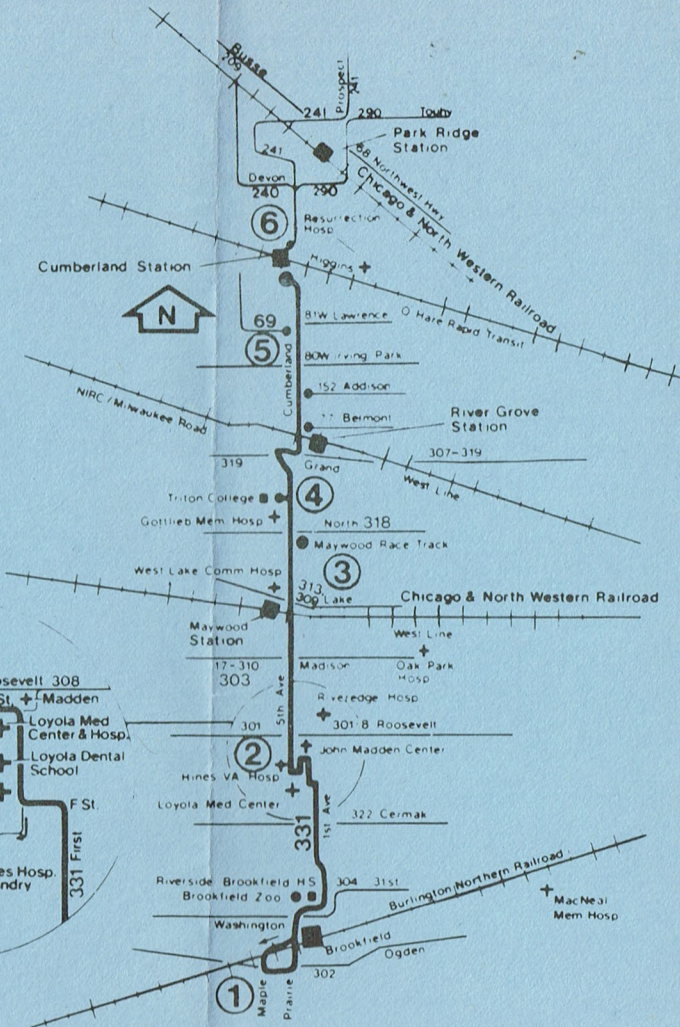 Busse
209
Prospect
241
241
290
Touhy
Park Ridge
Station
241
68 Northwest Hwy
Chicago & North Western Railroad
Devon
240
290
6
Resurrection
Hosp
Cumberland Station
Higgins
N
O Hare Rapid Transit
69
81W Lawrence
5
80W Irving Park
Cumberland
152 Addison
77 Belmont
NIRC/Milwaukee Road
River Grove
Station
319
Grand
307-319
West Line
Triton College
4
Gottlieb Mem Hosp
North 318
Maywood Race Track
3
West Lake Comm Hosp
313
309 Lake
Chicago & North Western Railroad
Maywood
Station
West Line
17-310
303
Madison
Oak Park
Hosp
5th Ave
Riveredge Hosp
301
301·8 Roosevelt
2
John Madden Center
Hines VA Hosp
Loyola Med Center
331
1st Ave
322 Cermak
Riverside Brookfield H S
304 31st
Brookfield Zoo
Burlington Northern Railroad
MacNeal
Mem Hosp
Washington
Brookfield
Ogden
302
1
Maple
Prairie
sevelt 308
St.
Madden
Loyola Med
Center & Hosp.
Loyola Dental
School
F St.
331 First
es Hosp.
ndry